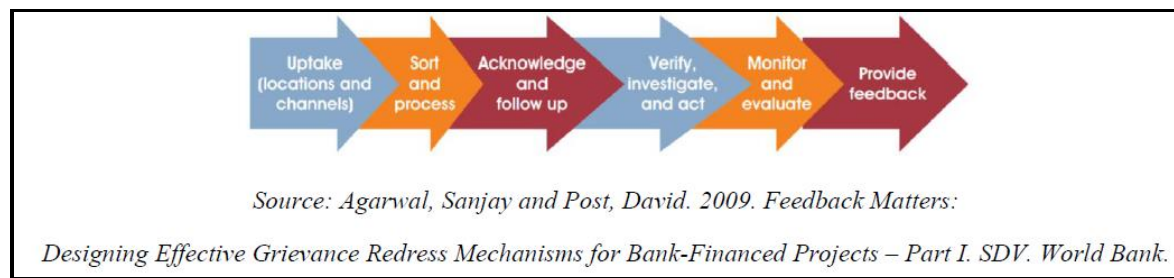 Uptake
(locations and
channels)
Sort
and
process
Acknowledge
and
follow up
Verify,
investigate,
and act
Monitor
and
evaluate
Provide
feedback
Source: Agarwal, Sanjay and Post, David. 2009. Feedback Matters:
Designing Effective Grievance Redress Mechanisms for Bank-Financed Projects – Part I. SDV. World Bank.